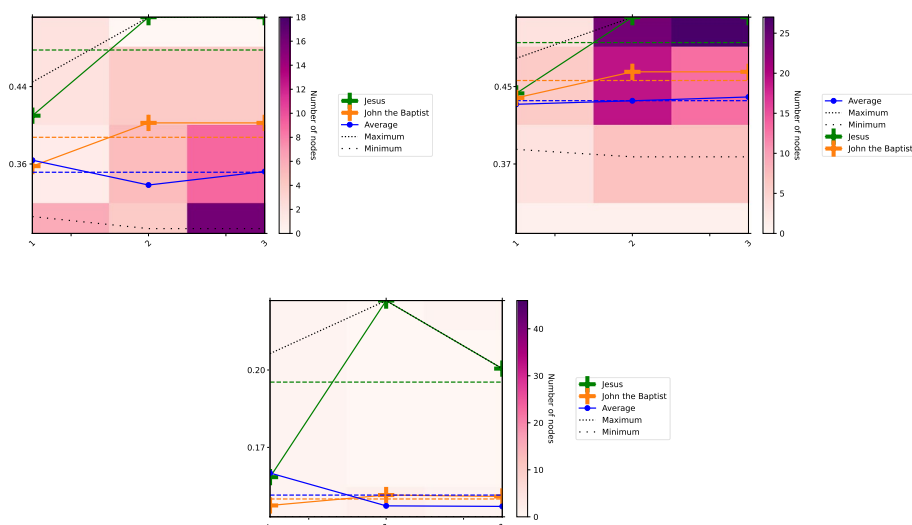 18
16
14
12
10
8
6
4
2
0
Number of nodes
0.44
0.36
1
2
3
Jesus
John the Baptist
Average
Maximum
Minimum
25
20
15
10
5
0
Number of nodes
0.45
0.37
1
2
3
Average
Maximum
Minimum
Jesus
John the Baptist
40
30
20
10
0
Number of nodes
0.20
0.17
Jesus
John the Baptist
Average
Maximum
Minimum